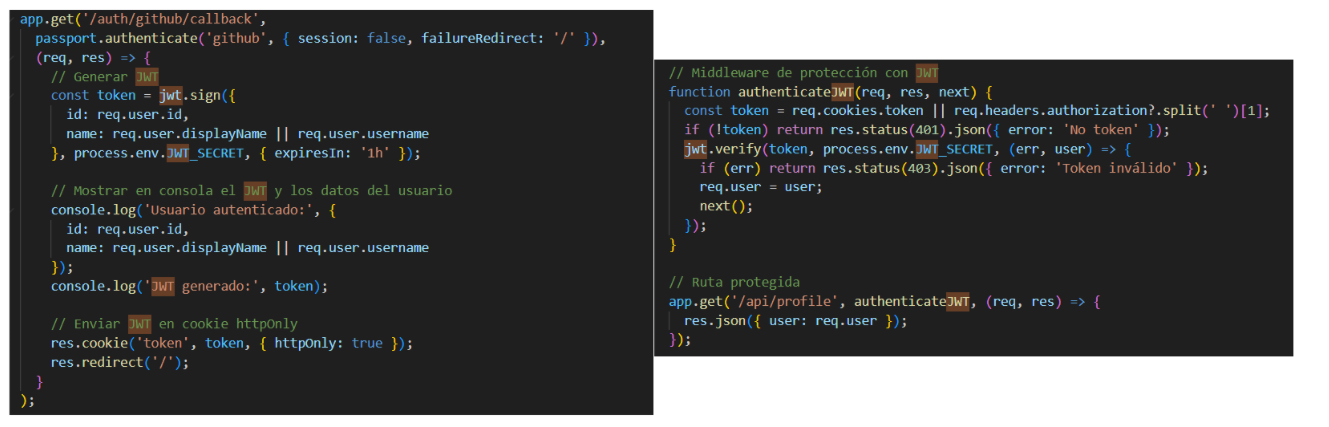 app.get('/auth/github/callback',
passport.authenticate('github', { session: false, failureRedirect: '/' }),
(req, res) => {
// Generar JWT
const token = jwt.sign({
id: req.user.id,
name: req.user.displayName || req.user.username
}, process.env.JWT_SECRET, { expiresIn: '1h' });
// Mostrar en consola el JWT y los datos del usuario
console.log('Usuario autenticado:', {
id: req.user.id,
name: req.user.displayName || req.user.username
});
console.log('JWT generado:', token);
// Enviar JWT en cookie httpOnly
res.cookie('token', token, { httpOnly: true });
res.redirect('/');
}
);
// Middleware de protección con JWT
function authenticateJWT(req, res, next) {
const token = req.cookies.token || req.headers.authorization?.split(' ')[1];
if (!token) return res.status(401).json({ error: 'No token' });
jwt.verify(token, process.env.JWT_SECRET, (err, user) => {
if (err) return res.status(403).json({ error: 'Token inválido' });
req.user = user;
next();
});
}
// Ruta protegida
app.get('/api/profile', authenticateJWT, (req, res) => {
res.json({ user: req.user });
});